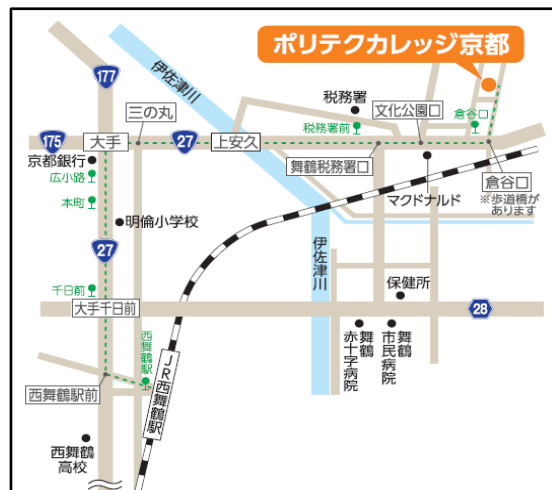 ポリテクカレッジ京都
177
伊佐津川
税務署
三の丸
税務署前
文化公園口
倉谷口
175
大手
27
上安久
京都銀行
広小路
舞鶴税務署口
マクドナルド
倉谷口
※歩道橋が
あります
本町
明倫小学校
27
伊佐津川
千日前
保健所
大手千日前
28
西舞鶴駅
JR西舞鶴駅
舞鶴
赤十字病院
舞鶴
市民病院
西舞鶴駅前
西舞鶴
高校